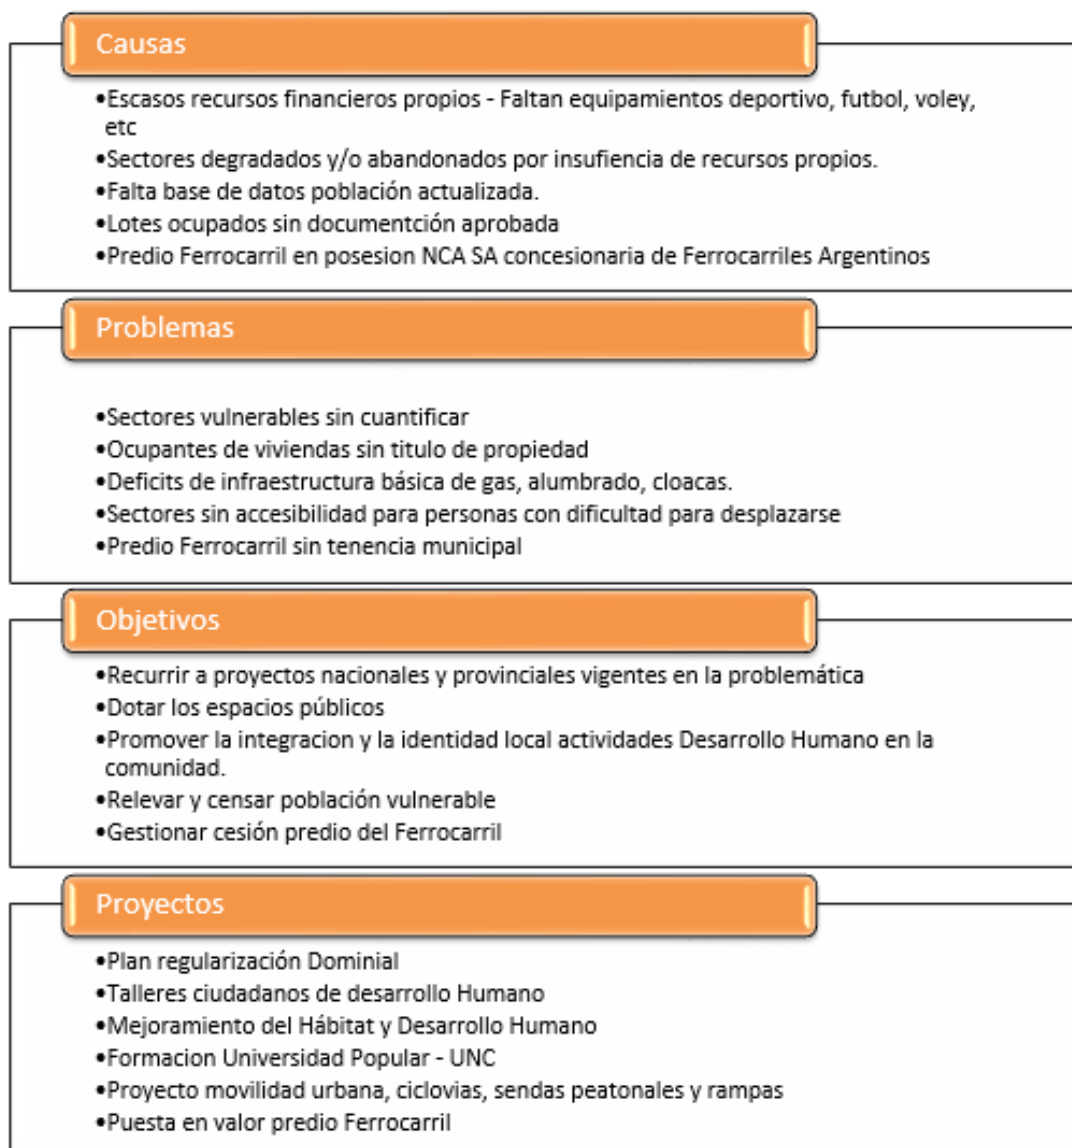 Causas
•Escasos recursos financieros propios - Faltan equipamientos deportivo, futbol, voley,
etc
•Sectores degradados y/o abandonados por insufiencia de recursos propios.
•Falta base de datos población actualizada.
•Lotes ocupados sin documentción aprobada
•Predio Ferrocarril en posesion NCA SA concesionaria de Ferrocarriles Argentinos
Problemas
•Sectores vulnerables sin cuantificar
•Ocupantes de viviendas sin titulo de propiedad
•Deficits de infraestructura básica de gas, alumbrado, cloacas.
•Sectores sin accesibilidad para personas con dificultad para desplazarse
•Predio Ferrocarril sin tenencia municipal
Objetivos
•Recurrir a proyectos nacionales y provinciales vigentes en la problemática
•Dotar los espacios públicos
•Promover la integracion y la identidad local actividades Desarrollo Humano en la
comunidad.
•Relevar y censar población vulnerable
•Gestionar cesión predio del Ferrocarril
Proyectos
•Plan regularización Dominial
•Talleres ciudadanos de desarrollo Humano
•Mejoramiento del Hábitat y Desarrollo Humano
•Formacion Universidad Popular - UNC
•Proyecto movilidad urbana, ciclovias, sendas peatonales y rampas
•Puesta en valor predio Ferrocarril